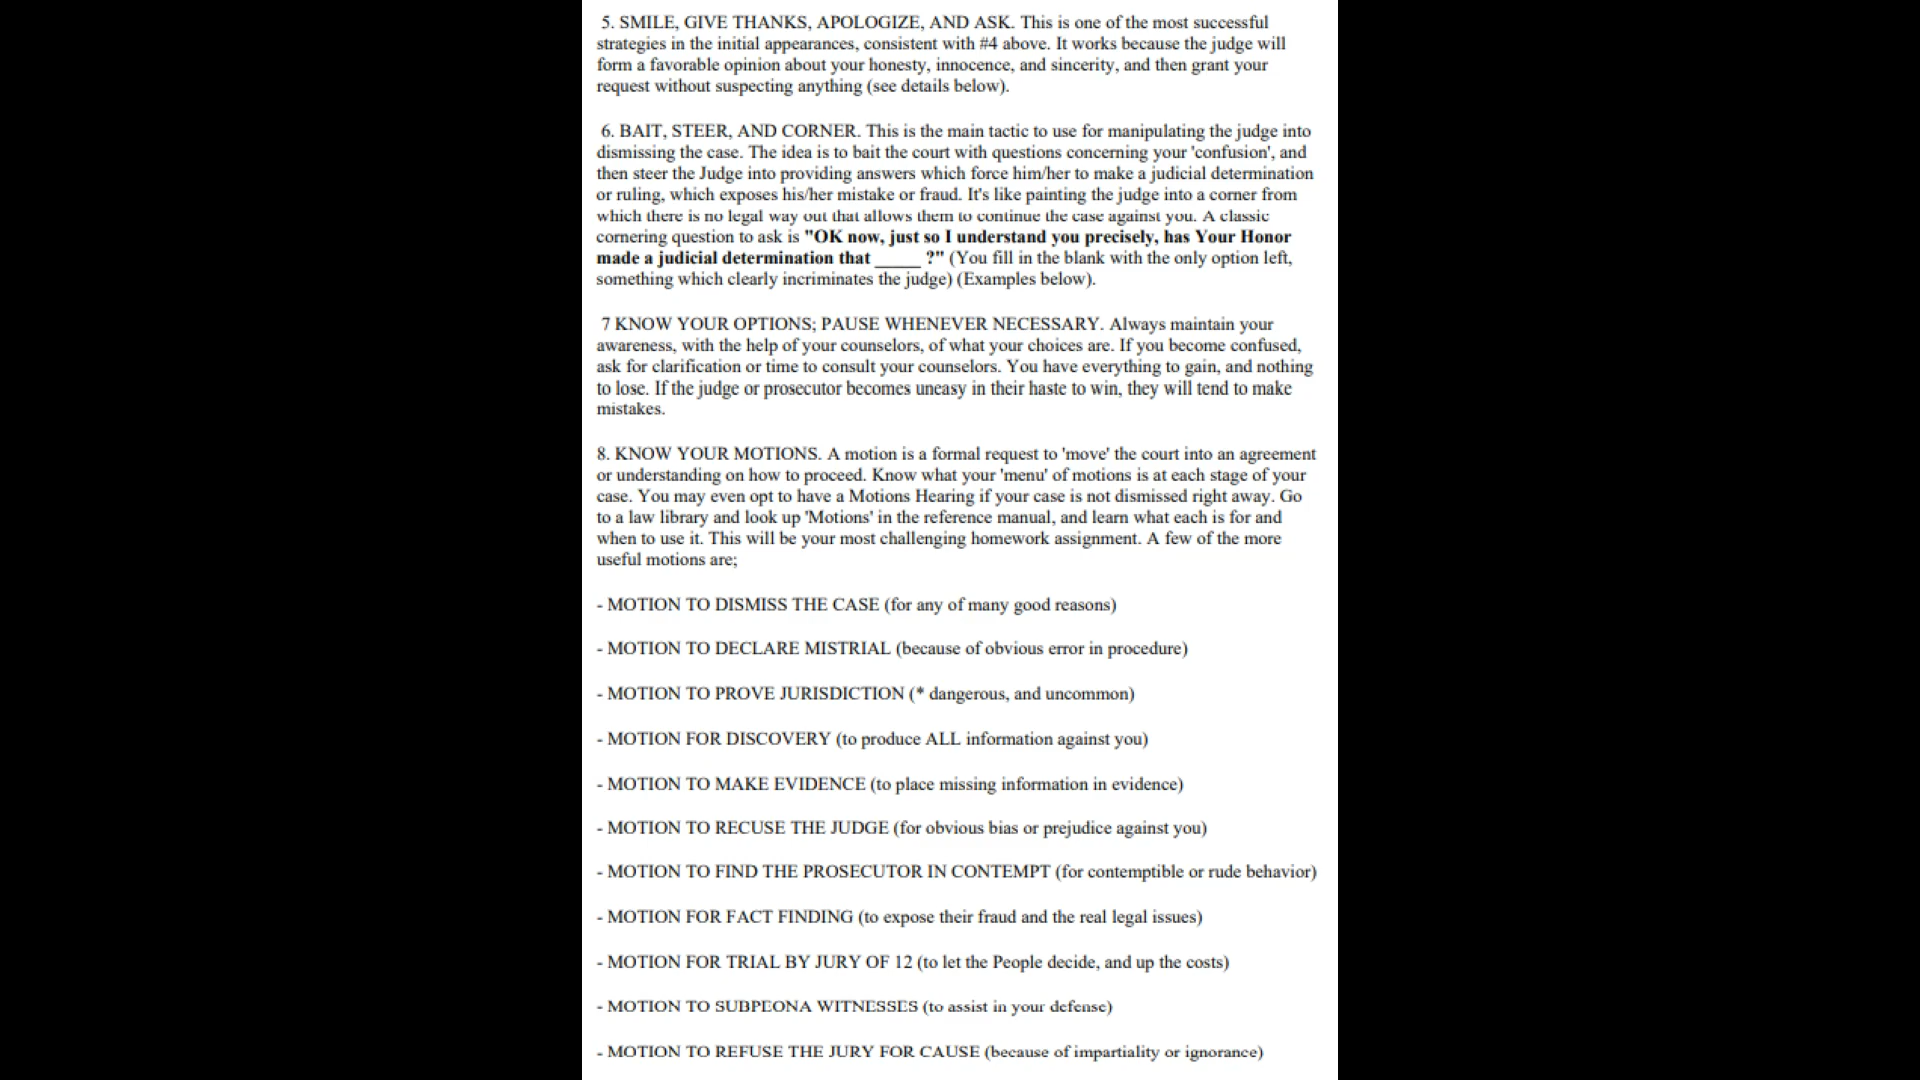 5. SMILE, GIVE THANKS, APOLOGIZE, AND ASK. This is one of the most successful
strategies in the initial appearances, consistent with #4 above. It works because the judge will
form a favorable opinion about your honesty, innocence, and sincerity, and then grant your
request without suspecting anything (see details below).
6. BAIT, STEER, AND CORNER. This is the main tactic to use for manipulating the judge into
dismissing the case. The idea is to bait the court with questions concerning your 'confusion', and
then steer the Judge into providing answers which force him/her to make a judicial determination
or ruling, which exposes his/her mistake or fraud. It's like painting the judge into a corner from
which there is no legal way out that allows them to continue the case against you. A classic
cornering question to ask is "OK now, just so I understand you precisely, has Your Honor
made a judicial determination that _____ ?" (You fill in the blank with the only option left,
something which clearly incriminates the judge) (Examples below).
7 KNOW YOUR OPTIONS; PAUSE WHENEVER NECESSARY. Always maintain your
awareness, with the help of your counselors, of what your choices are. If you become confused,
ask for clarification or time to consult your counselors. You have everything to gain, and nothing
to lose. If the judge or prosecutor becomes uneasy in their haste to win, they will tend to make
mistakes.
8. KNOW YOUR MOTIONS. A motion is a formal request to 'move' the court into an agreement
or understanding on how to proceed. Know what your 'menu' of motions is at each stage of your
case. You may even opt to have a Motions Hearing if your case is not dismissed right away. Go
to a law library and look up 'Motions' in the reference manual, and learn what each is for and
when to use it. This will be your most challenging homework assignment. A few of the more
useful motions are;
- MOTION TO DISMISS THE CASE (for any of many good reasons)
- MOTION TO DECLARE MISTRIAL (because of obvious error in procedure)
- MOTION TO PROVE JURISDICTION (* dangerous, and uncommon)
- MOTION FOR DISCOVERY (to produce ALL information against you)
- MOTION TO MAKE EVIDENCE (to place missing information in evidence)
- MOTION TO RECUSE THE JUDGE (for obvious bias or prejudice against you)
- MOTION TO FIND THE PROSECUTOR IN CONTEMPT (for contemptible or rude behavior)
- MOTION FOR FACT FINDING (to expose their fraud and the real legal issues)
- MOTION FOR TRIAL BY JURY OF 12 (to let the People decide, and up the costs)
- MOTION TO SUBPEONA WITNESSES (to assist in your defense)
- MOTION TO REFUSE THE JURY FOR CAUSE (because of impartiality or ignorance)